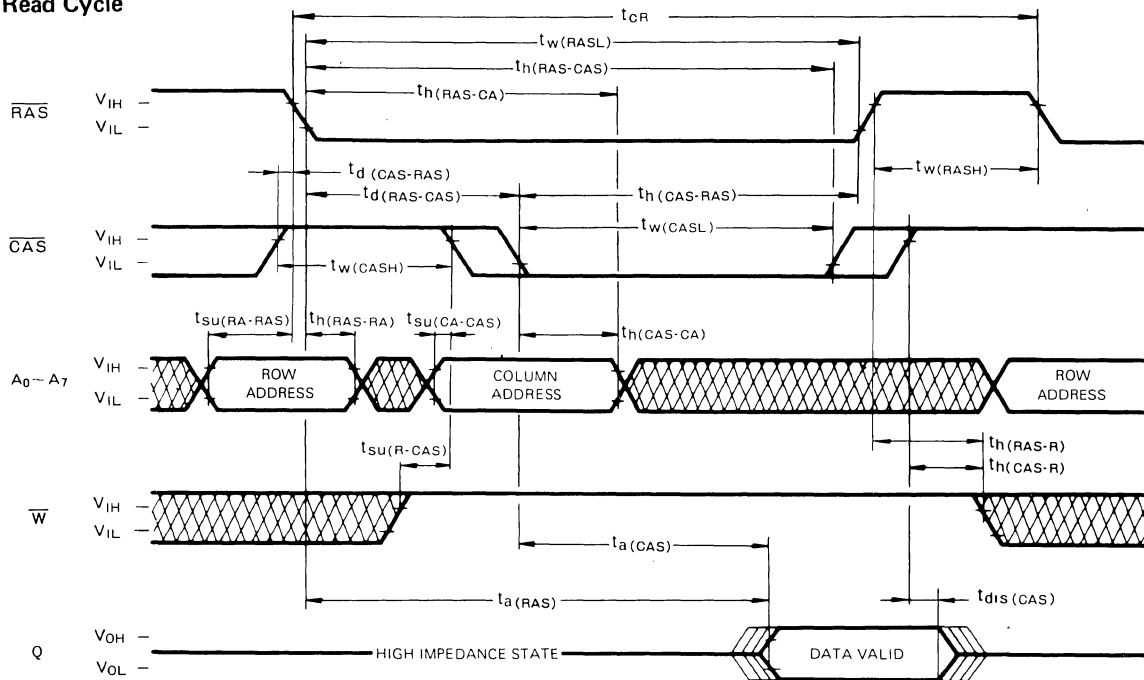 Read Cycle
tCR
tw(RASL)
th(RAS-CAS)
th(RAS-CA)
RAS
VIH
VIL
tw(RASH)
td (CAS-RAS)
td(RAS-CAS)
th(CAS-RAS)
CAS
VIH
VIL
tw(CASL)
tw(CASH)
tsu(RA-RAS)
th(RAS-RA)
tsu(CA-CAS)
th(CAS-CA)
A0~A7
VIH
VIL
ROW
ADDRESS
COLUMN
ADDRESS
ROW
ADDRESS
tsu(R-CAS)
th(RAS-R)
th(CAS-R)
W
VIH
VIL
ta(CAS)
ta(RAS)
tdis(CAS)
Q
VOH
VOL
HIGH IMPEDANCE STATE
DATA VALID